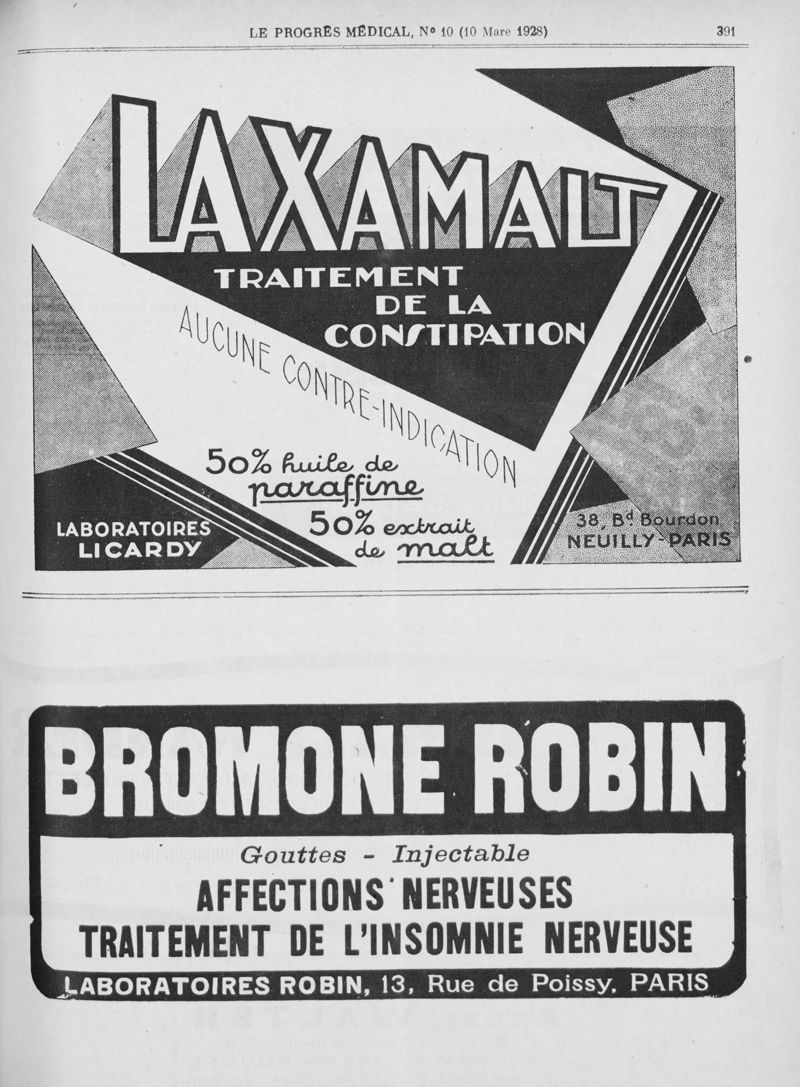 LE PROGRÈS MÉDICAL, Nº 10 (10 Mars 1928) 391
LAXAMALT
TRAITEMENT
DE LA
CONSTIPATION
AUCUNE CONTRE-INDICATION
50% huile de
paraffine
50% extrait
de malt
LABORATOIRES
LICARDY
38, Bd Bourdon
NEUILLY-PARIS
BROMONE ROBIN
Gouttes - Injectable
AFFECTIONS NERVEUSES
TRAITEMENT DE L'INSOMNIE NERVEUSE
LABORATOIRES ROBIN, 13, Rue de Poissy, PARIS